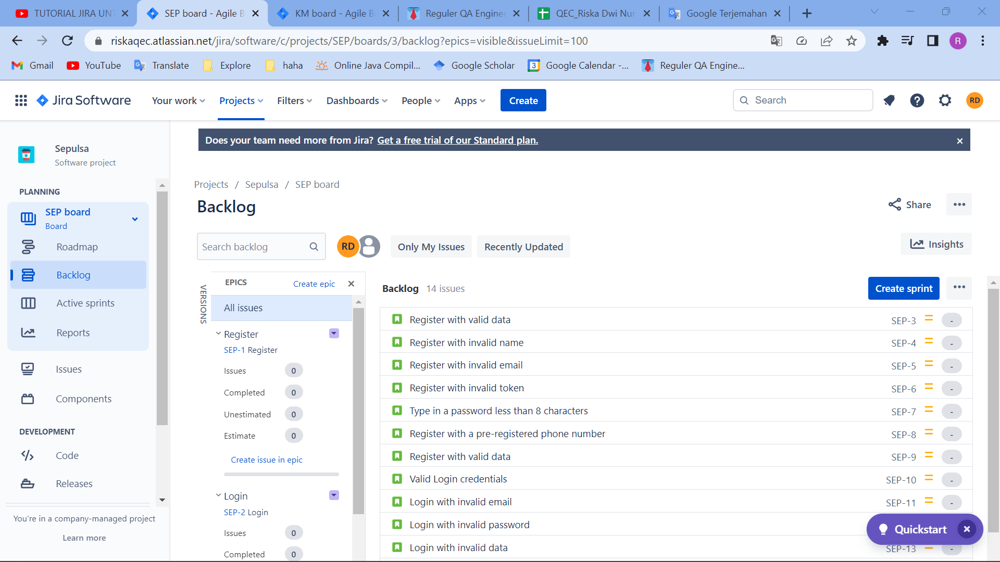 TUTORIAL JIRA UNT
SEP board - Agile B
KM board - Agile B
Reguler QA Enginee
QEC_Riska Dwi Nur
Google Terjemahan
riskaqec.atlassian.net/jira/software/c/projects/SEP/boards/3/backlog?epics=visible&issueLimit=100
R
Gmail
YouTube
Translate
Explore
haha
Online Java Compil...
Google Scholar
3
Google Calendar -...
Reguler QA Engine...
Jira Software
Your work
Projects
Filters
Dashboards
People
Apps
Create
Search
RD
Does your team need more from Jira? Get a free trial of our Standard plan.
Sepulsa
Software project
PLANNING
SEP board
Board
Roadmap
Backlog
Active sprints
Reports
Issues
Components
DEVELOPMENT
Code
Releases
You're in a company-managed project
Learn more
Projects / Sepulsa / SEP board
Backlog
Share
Search backlog
RD
Only My Issues
Recently Updated
Insights
VERSIONS
EPICS
Create epic
All issues
Register
SEP-1 Register
Issues 0
Completed 0
Unestimated 0
Estimate 0
Create issue in epic
Login
SEP-2 Login
Issues 0
Completed 0
Backlog 14 issues
Create sprint
Register with valid data SEP-3 -
Register with invalid name SEP-4 -
Register with invalid email SEP-5 -
Register with invalid token SEP-6 -
Type in a password less than 8 characters SEP-7 -
Register with a pre-registered phone number SEP-8 -
Register with valid data SEP-9 -
Valid Login credentials SEP-10 -
Login with invalid email SEP-11 -
Login with invalid password
Login with invalid data SEP-13 -
Quickstart